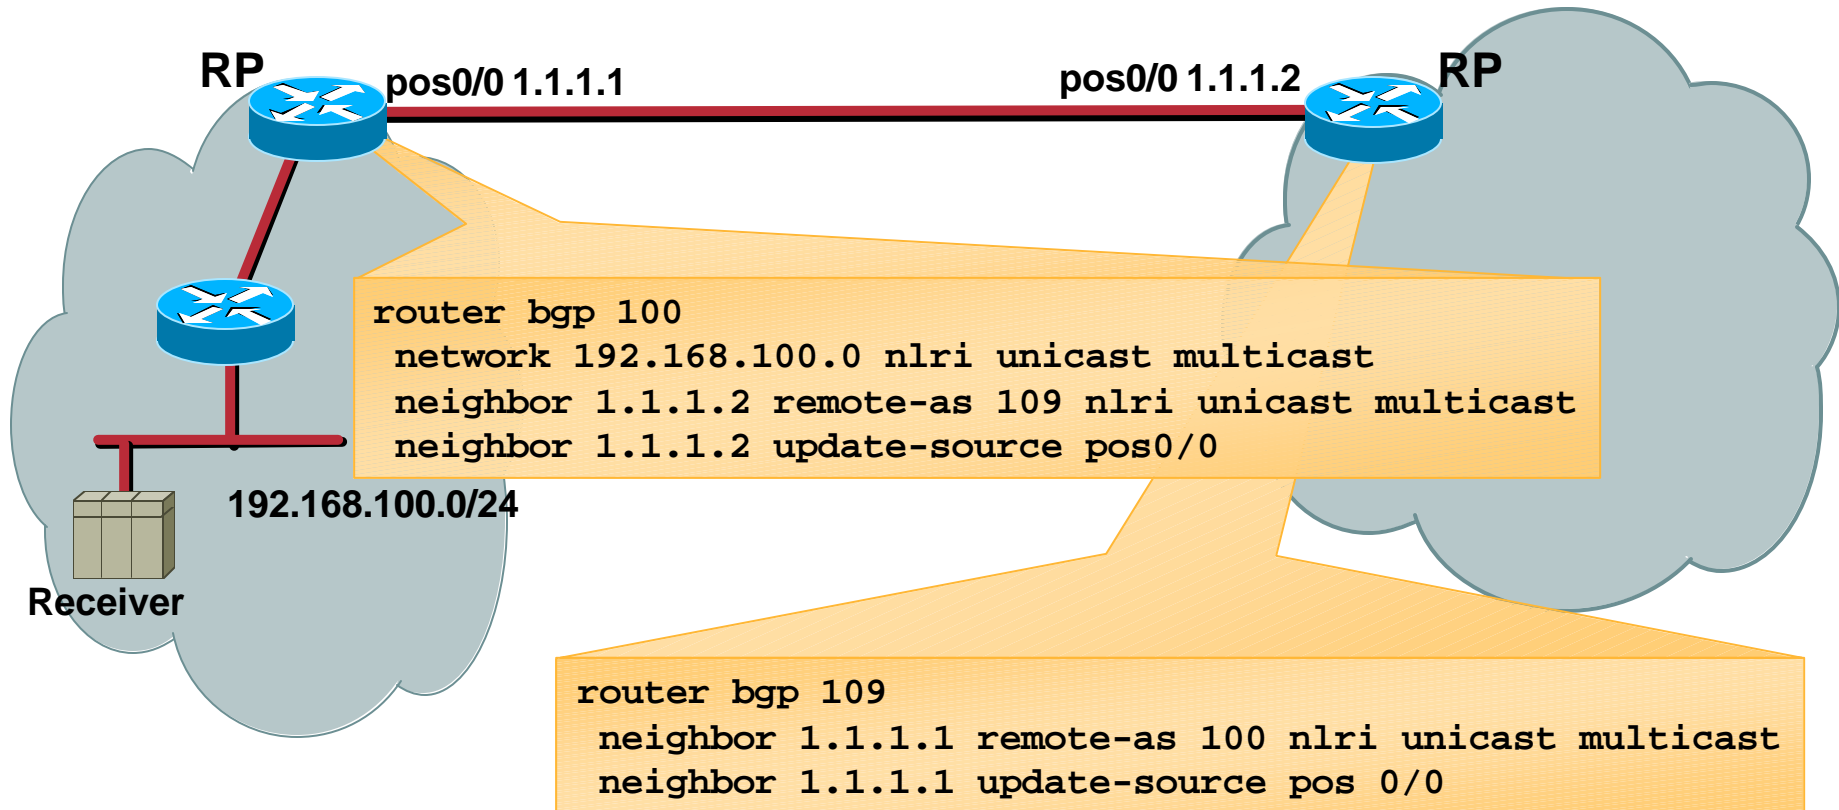 RP
pos0/0 1.1.1.1
pos0/0 1.1.1.2
RP
router bgp 100
network 192.168.100.0 nlri unicast multicast
neighbor 1.1.1.2 remote-as 109 nlri unicast multicast
neighbor 1.1.1.2 update-source pos0/0
192.168.100.0/24
Receiver
router bgp 109
neighbor 1.1.1.1 remote-as 100 nlri unicast multicast
neighbor 1.1.1.1 update-source pos 0/0